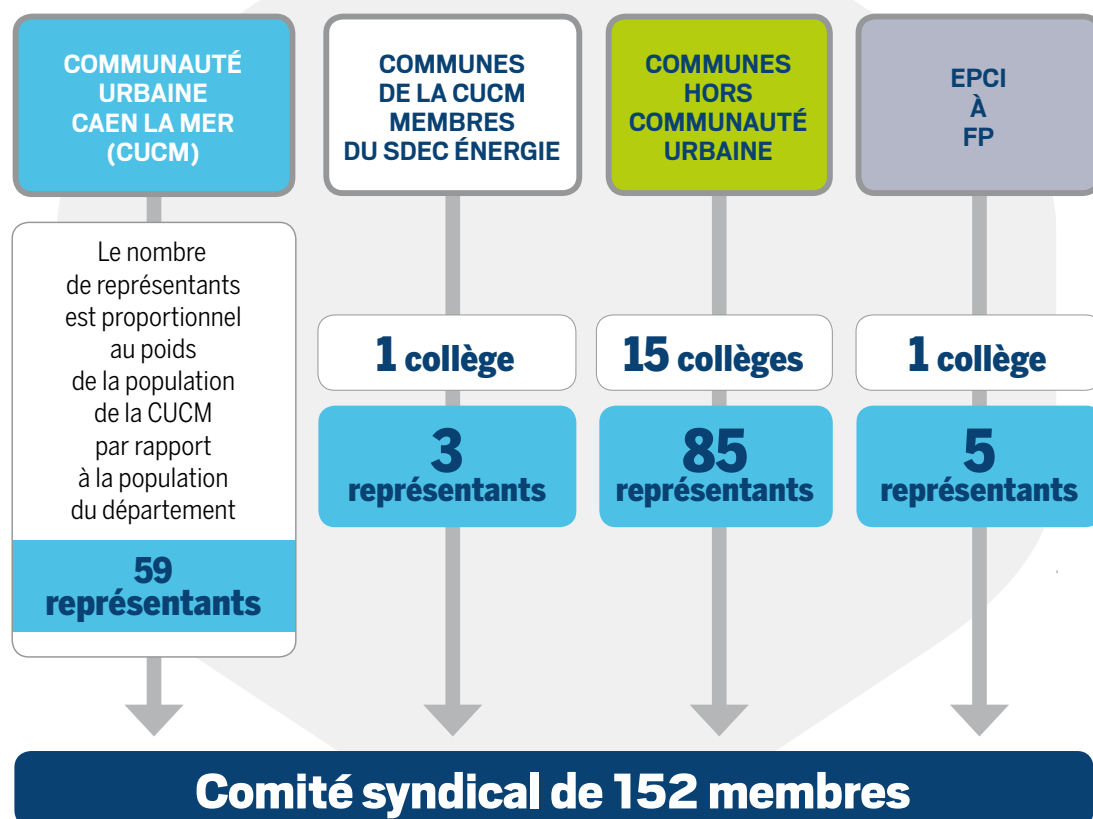 COMMUNAUTÉ
URBAINE
CAEN LA MER
(CUCM)
Le nombre
de représentants
est proportionnel
au poids
de la population
de la CUCM
par rapport
à la population
du département
59
représentants
COMMUNES
DE LA CUCM
MEMBRES
DU SDEC ÉNERGIE
1 collège
3
représentants
COMMUNES
HORS
COMMUNAUTÉ
URBAINE
15 collèges
85
représentants
EPCI
À
FP
1 collège
5
représentants
Comité syndical de 152 membres